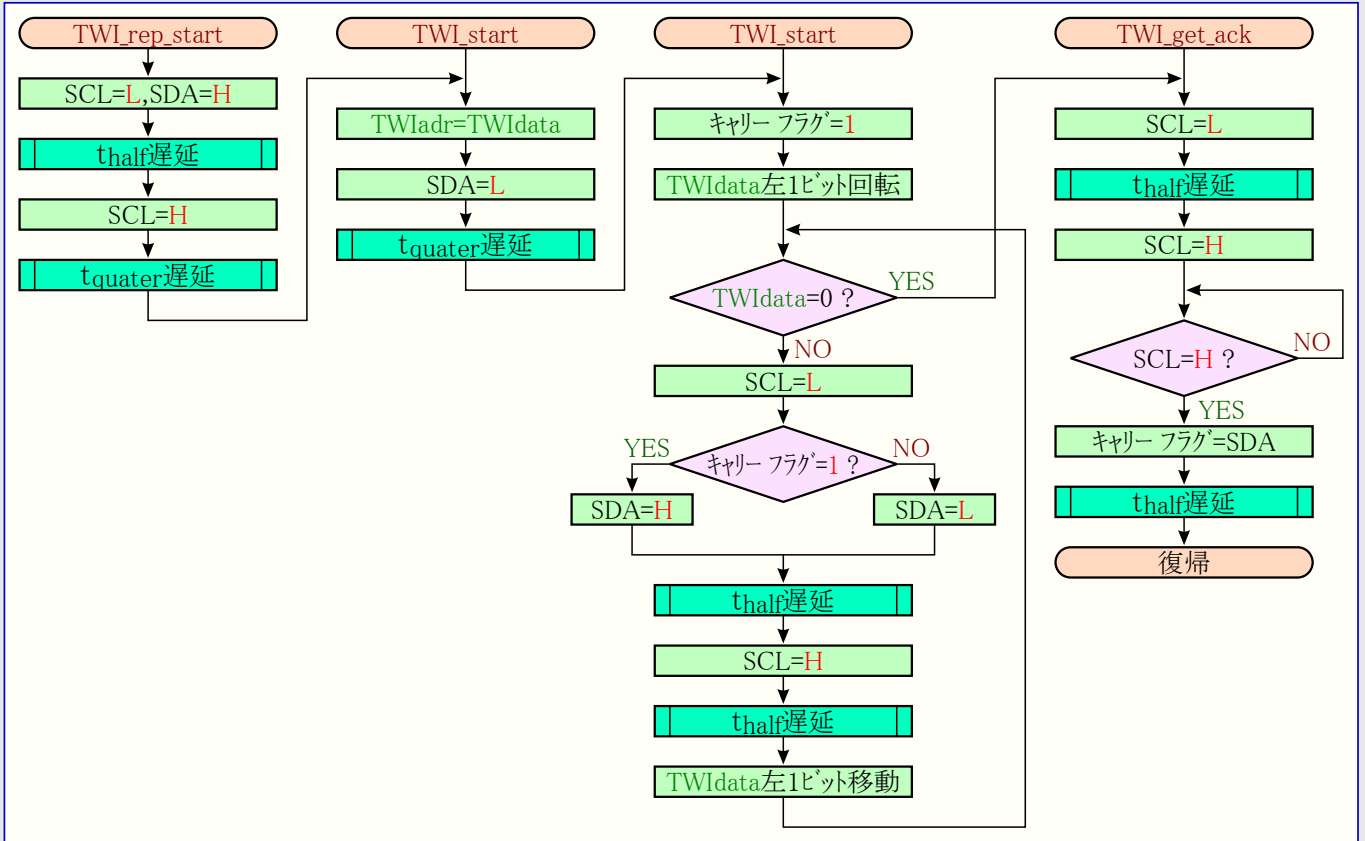 TWI_rep_start
SCL=L,SDA=H
thalf遅延
SCL=H
tquater遅延
TWI_start
TWIadr=TWIdata
SDA=L
tquater遅延
TWI_start
ｷｬﾘｰ ﾌﾗｸﾞ=1
TWIdata左1ﾋﾞｯﾄ回転
TWIdata=0 ?
YES
NO
SCL=L
ｷｬﾘｰ ﾌﾗｸﾞ=1 ?
YES
NO
SDA=H
SDA=L
thalf遅延
SCL=H
thalf遅延
TWIdata左1ﾋﾞｯﾄ移動
TWI_get_ack
SCL=L
thalf遅延
SCL=H
SCL=H ?
NO
YES
ｷｬﾘｰ ﾌﾗｸﾞ=SDA
thalf遅延
復帰